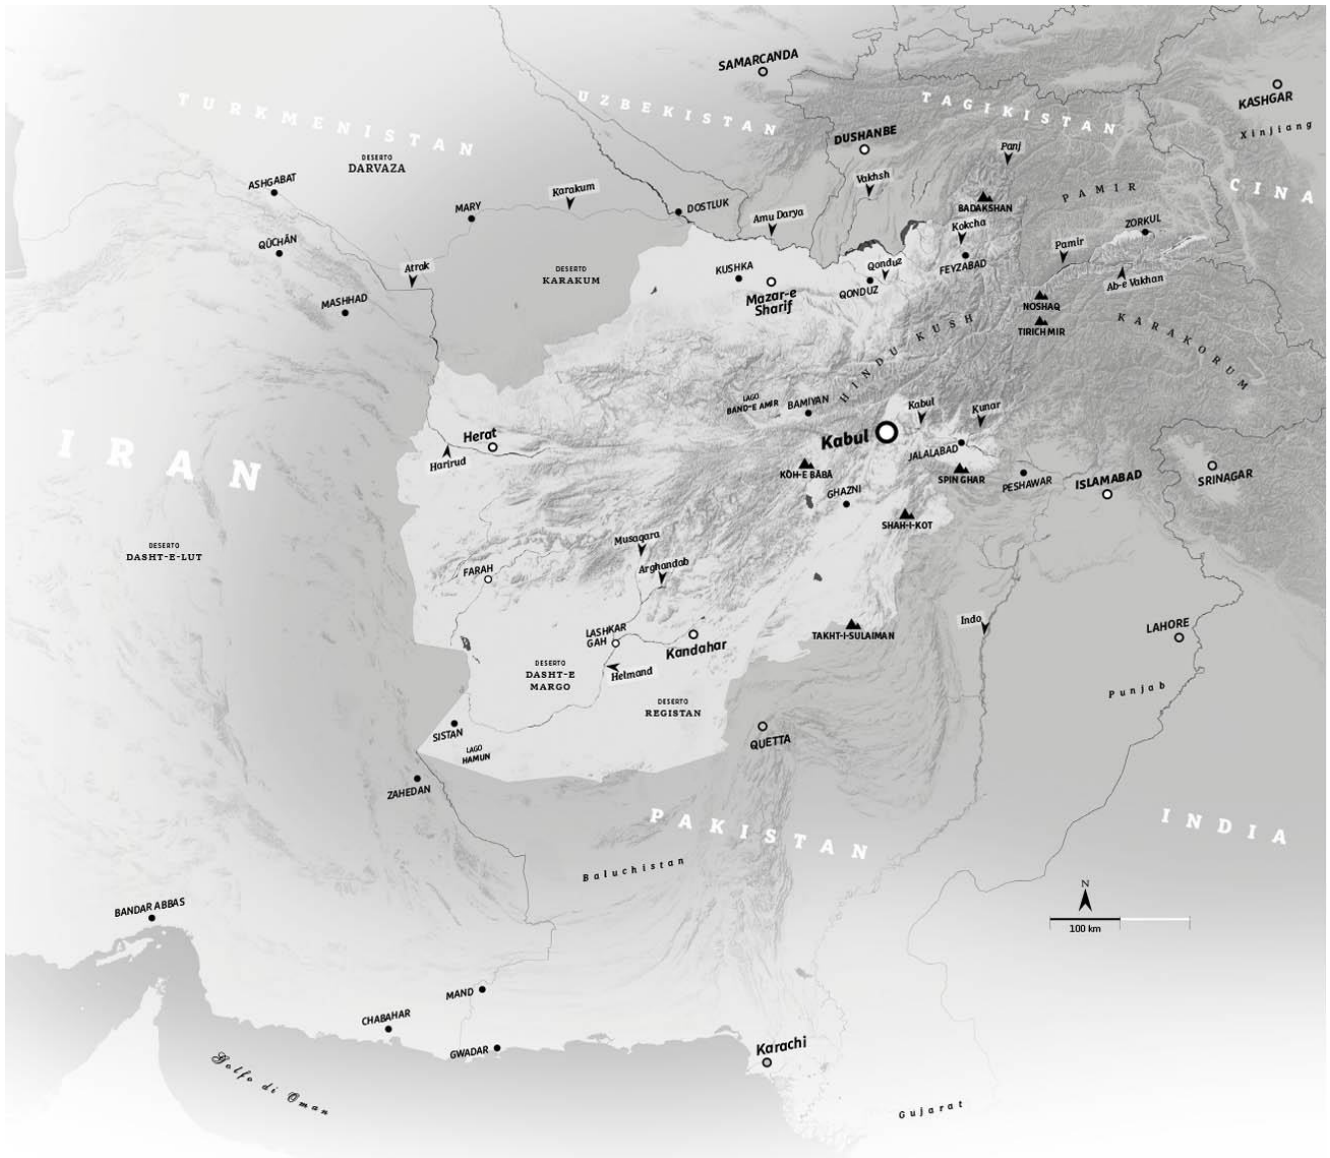 SAMARCANDA
UZBEKISTAN
TAGIKISTAN
KASHGAR
Xinjiang
TURKMENISTAN
DESERTO
DARVAZA
DUSHANBE
Panj
CINA
ASHGABAT
Karakum
Vakhsh
PAMIR
MARY
DOSTLUK
Amu Darya
BADAKSHAN
Kokcha
ZORKUL
QŪCHĀN
Atrak
DESERTO
KARAKUM
KUSHKA
Mazar-e
Sharif
Qonduz
QONDUZ
FEYZABAD
Pamir
Ab-e Vakhan
MASHHAD
NOSHAQ
TIRICH MIR
HINDU KUSH
KARAKORUM
LAGO
BAND-E AMIR
BAMIYAN
Kabul
Kunar
IRAN
Herat
Harirud
Kabul
JALALABAD
KOH-E BABA
SPIN GHAR
PESHAWAR
ISLAMABAD
SRINAGAR
GHAZNI
SHAH-I-KOT
DESERTO
DASHT-E-LUT
Musaqara
Arghandab
FARAH
LASHKAR
GAH
Kandahar
TAKHT-I-SULAIMAN
Indo
LAHORE
DESERTO
DASHT-E
MARGO
Helmand
DESERTO
REGISTAN
Punjab
SISTAN
LAGO
HAMUN
QUETTA
ZAHEDAN
PAKISTAN
INDIA
Baluchistan
BANDAR ABBAS
N
100 km
MAND
CHABAHAR
GWADAR
Karachi
Golfo di Oman
Gujarat